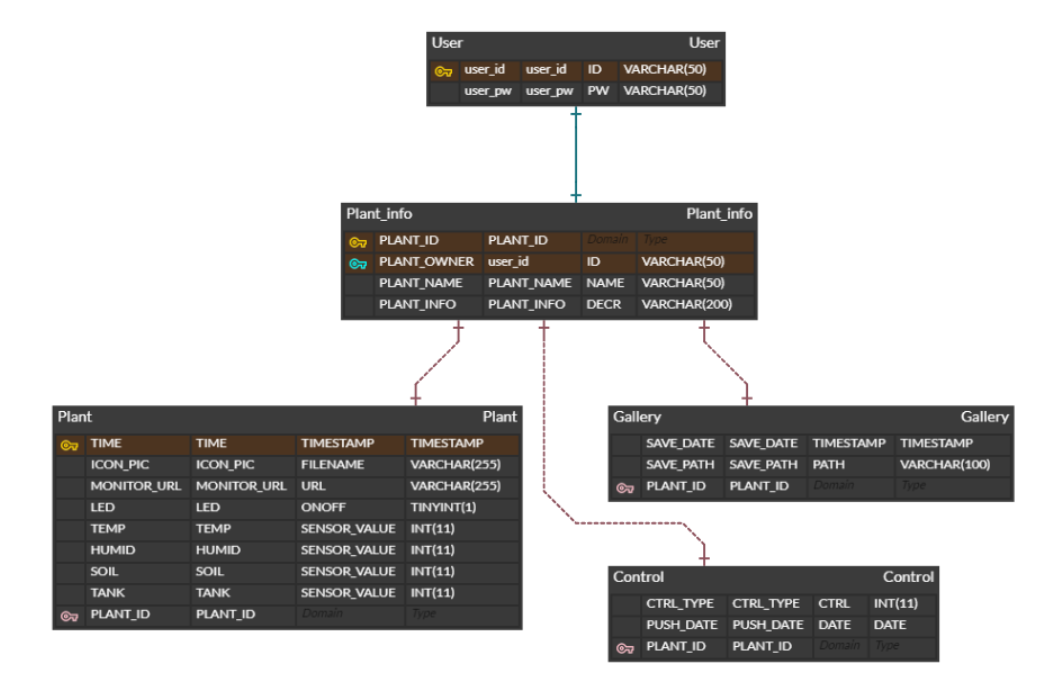 User User
user_id user_id ID VARCHAR(50)
user_pw user_pw PW VARCHAR(50)
Plant_info Plant_info
PLANT_ID PLANT_ID Domain Type
PLANT_OWNER user_id ID VARCHAR(50)
PLANT_NAME PLANT_NAME NAME VARCHAR(50)
PLANT_INFO PLANT_INFO DECR VARCHAR(200)
Plant Plant
TIME TIME TIMESTAMP TIMESTAMP
ICON_PIC ICON_PIC FILENAME VARCHAR(255)
MONITOR_URL MONITOR_URL URL VARCHAR(255)
LED LED ONOFF TINYINT(1)
TEMP TEMP SENSOR_VALUE INT(11)
HUMID HUMID SENSOR_VALUE INT(11)
SOIL SOIL SENSOR_VALUE INT(11)
TANK TANK SENSOR_VALUE INT(11)
PLANT_ID PLANT_ID Domain Type
Gallery Gallery
SAVE_DATE SAVE_DATE TIMESTAMP TIMESTAMP
SAVE_PATH SAVE_PATH PATH VARCHAR(100)
PLANT_ID PLANT_ID Domain Type
Control Control
CTRL_TYPE CTRL_TYPE CTRL INT(11)
PUSH_DATE PUSH_DATE DATE DATE
PLANT_ID PLANT_ID Domain Type